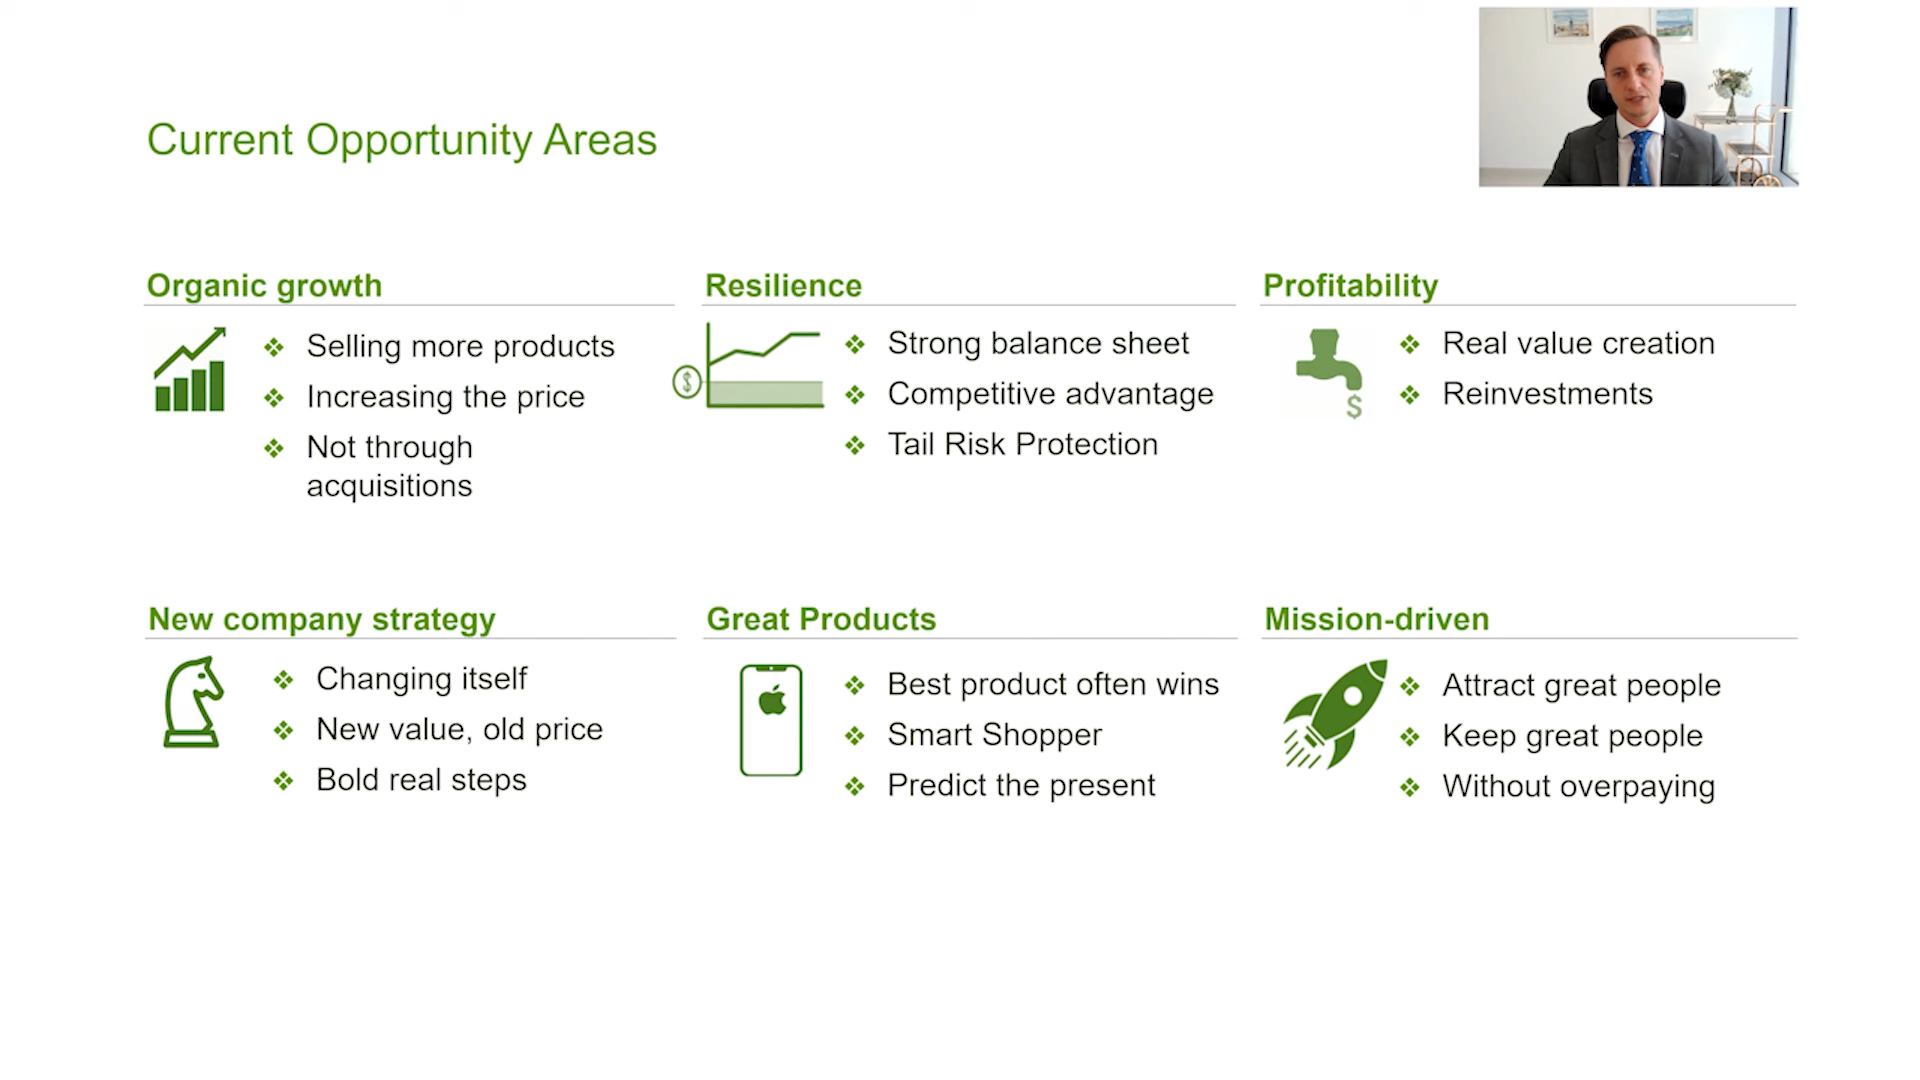 Current Opportunity Areas
Organic growth
❖ Selling more products
❖ Increasing the price
❖ Not through
acquisitions
Resilience
$
❖ Strong balance sheet
❖ Competitive advantage
❖ Tail Risk Protection
Profitability
$
❖ Real value creation
❖ Reinvestments
New company strategy
❖ Changing itself
❖ New value, old price
❖ Bold real steps
Great Products
❖ Best product often wins
❖ Smart Shopper
❖ Predict the present
Mission-driven
❖ Attract great people
❖ Keep great people
❖ Without overpaying